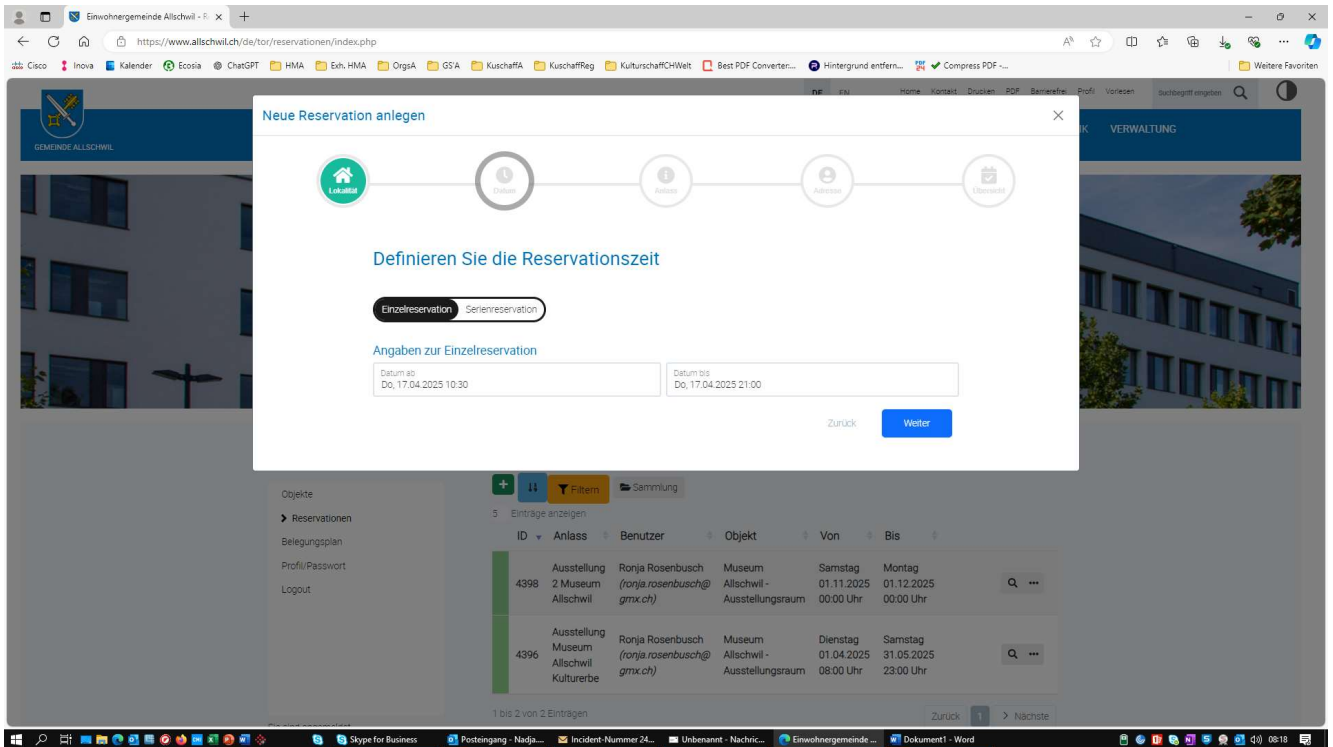 Einwohnergemeinde Allschwil - R
https://www.allschwil.ch/de/tor/reservationen/index.php
Cisco Inova Kalender Ecosia ChatGPT HMA Exh. HMA OrgsA GS'A KuschaffA KuschaffReg KulturschaffCHWelt Best PDF Converter:... Hintergrund entfern... Compress PDF -... Weitere Favoriten
DE EN Home Kontakt Drucken PDF Barrierefrei Profil Vorlesen Suchbegriff eingeben
GEMEINDE ALLSCHWIL
IK VERWALTUNG
Neue Reservation anlegen
Lokalität Datum Anlass Adresse Übersicht
Definieren Sie die Reservationszeit
Einzelreservation Serienreservation
Angaben zur Einzelreservation
Datum ab Datum bis
Do, 17.04.2025 10:30 Do, 17.04.2025 21:00
Zurück Weiter
Objekte
Reservationen
Belegungsplan
Profil/Passwort
Logout
Filtern Sammlung
5 Einträge anzeigen
ID Anlass Benutzer Objekt Von Bis
Ausstellung Ronja Rosenbusch Museum Samstag Montag
4398 2 Museum (ronja.rosenbusch@ Allschwil - 01.11.2025 01.12.2025
Allschwil gmx.ch) Ausstellungsraum 00:00 Uhr 00:00 Uhr
Ausstellung
Museum Ronja Rosenbusch Museum Dienstag Samstag
4396 Allschwil (ronja.rosenbusch@ Allschwil - 01.04.2025 31.05.2025
Kulturerbe gmx.ch) Ausstellungsraum 08:00 Uhr 23:00 Uhr
1 bis 2 von 2 Einträgen Zurück 1 Nächste
Sie sind angemeldet
Skype for Business Posteingang - Nadja.... Incident-Nummer 24... Unbenannt - Nachric... Einwohnergemeinde ... Dokument1 - Word 08:18